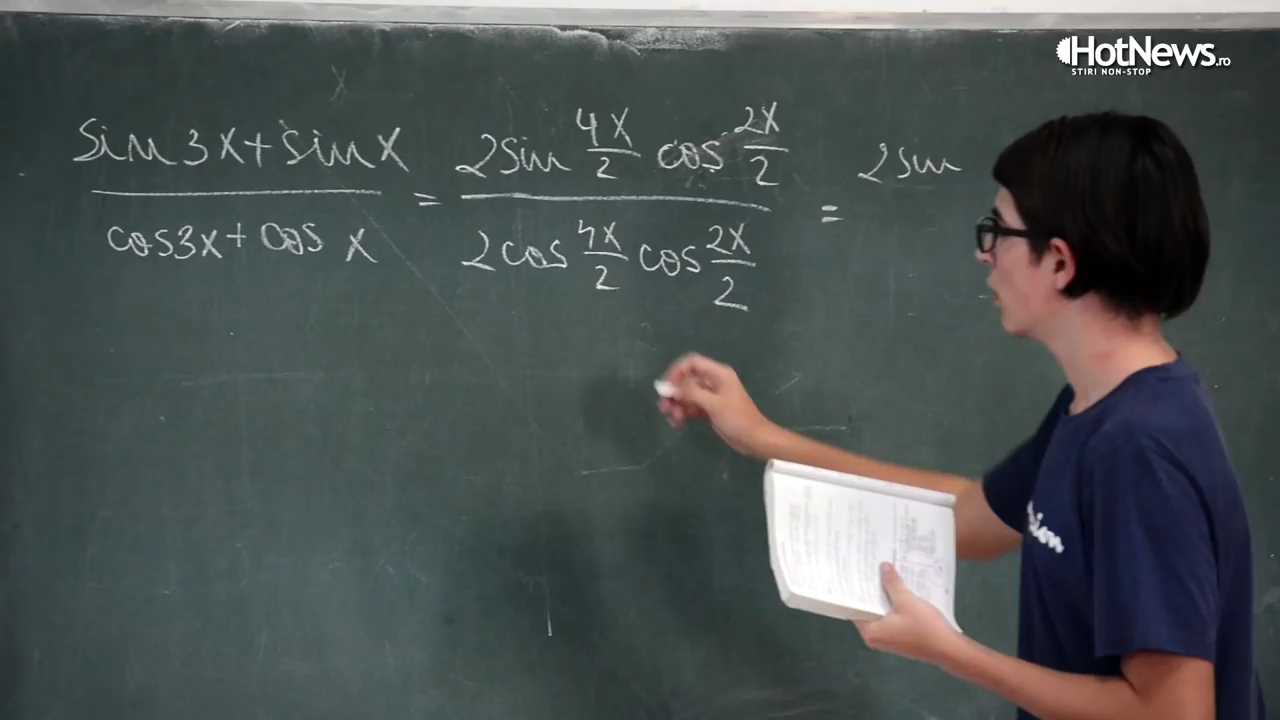 HotNews.ro
STIRI NON-STOP
sin3x+sinx / cos3x+cos x = 2sin 4x/2 cos 2x/2 / 2cos 4x/2 cos 2x/2 = 2sin